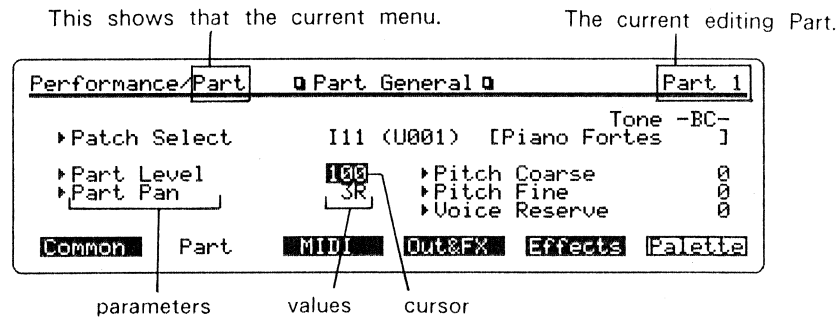 This shows that the current menu.
The current editing Part.
Performance/Part Part General Part 1
Tone -BC-
Patch Select I11 (U001) [Piano Fortes ]
Part Level 100 Pitch Coarse 0
Part Pan 3R Pitch Fine 0
Voice Reserve 0
Common Part MIDI Out&FX Effects Palette
parameters values cursor